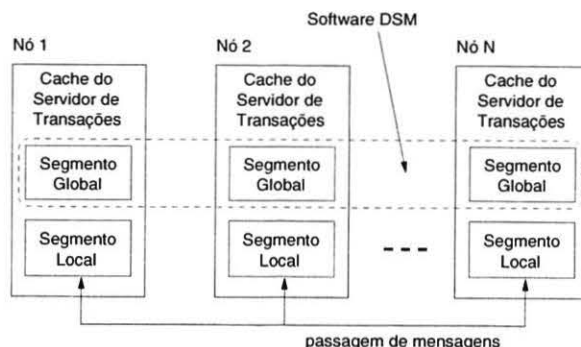 Software DSM
Nó 1
Nó 2
Nó N
Cache do
Servidor de
Transações
Cache do
Servidor de
Transações
Cache do
Servidor de
Transações
Segmento
Global
Segmento
Global
Segmento
Global
Segmento
Local
Segmento
Local
Segmento
Local
passagem de mensagens